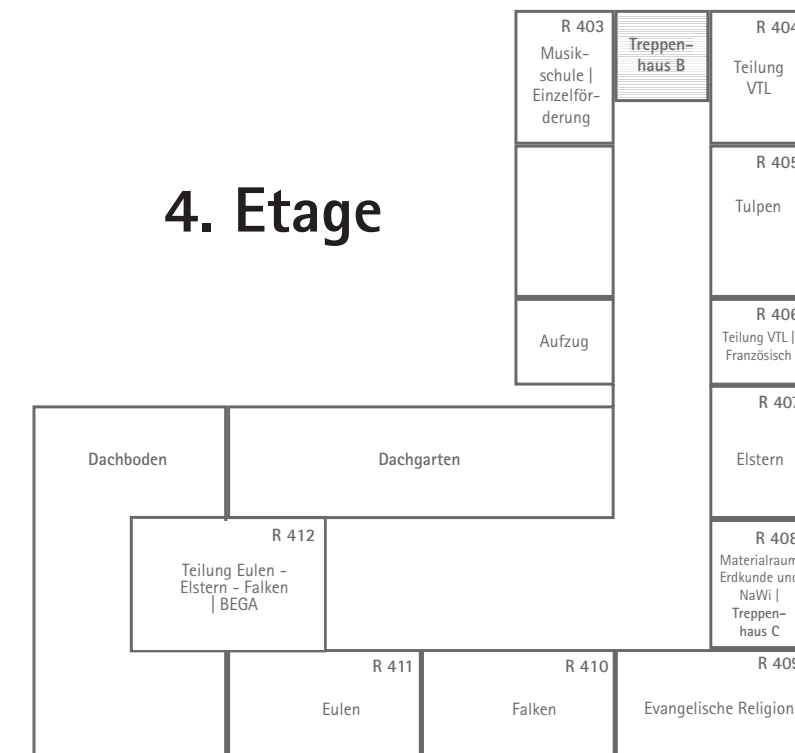 4. Etage
R 403
Musik-
schule |
Einzelför-
derung
Treppen-
haus B
R 404
Teilung
VTL
R 405
Tulpen
Aufzug
R 406
Teilung VTL |
Französisch
R 407
Elstern
Dachboden
Dachgarten
R 412
Teilung Eulen -
Elstern - Falken
| BEGA
R 408
Materialraum
Erdkunde und
NaWi |
Treppen-
haus C
R 411
Eulen
R 410
Falken
R 409
Evangelische Religion